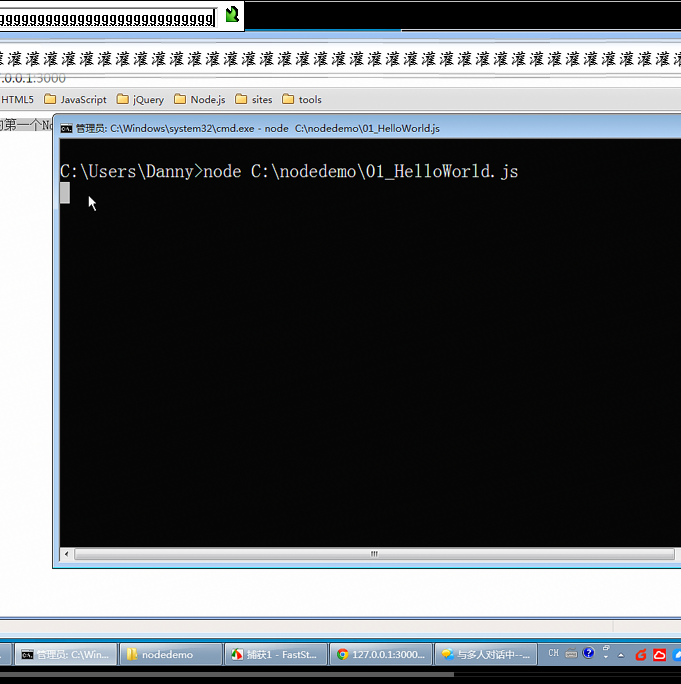 灌灌灌灌灌灌灌灌灌灌灌灌灌灌灌灌灌灌灌灌灌灌灌灌灌灌灌灌灌灌灌灌灌灌灌灌灌
.0.0.1:3000
HTML5 JavaScript jQuery Node.js sites tools
的第一个No
管理员: C:\Windows\system32\cmd.exe - node C:\nodedemo\01_HelloWorld.js
C:\Users\Danny>node C:\nodedemo\01_HelloWorld.js
管理员: C:\Win... nodedemo 捕获1 - FastSt... 127.0.0.1:3000... 与多人对话中--... CH